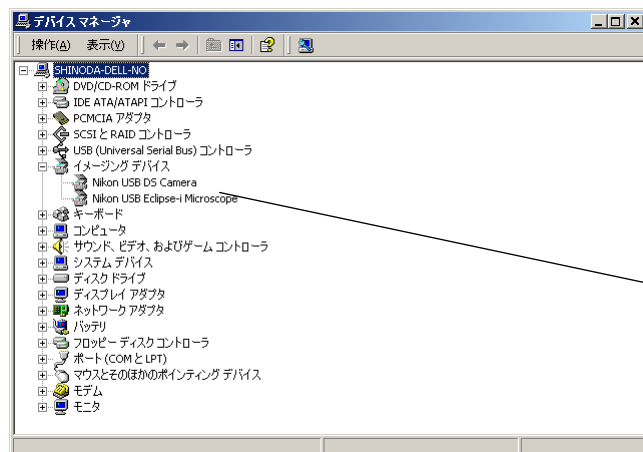 デバイス マネージャ
操作(A) 表示(V)
SHINODA-DELL-NO
DVD/CD-ROM ドライブ
IDE ATA/ATAPI コントローラ
PCMCIA アダプタ
SCSI と RAID コントローラ
USB (Universal Serial Bus) コントローラ
イメージング デバイス
Nikon USB DS Camera
Nikon USB Eclipse-i Microscope
キーボード
コンピュータ
サウンド、ビデオ、およびゲーム コントローラ
システム デバイス
ディスク ドライブ
ディスプレイ アダプタ
ネットワーク アダプタ
バッテリ
フロッピー ディスク コントローラ
ポート (COM と LPT)
マウスとそのほかのポインティング デバイス
モデム
モニタ